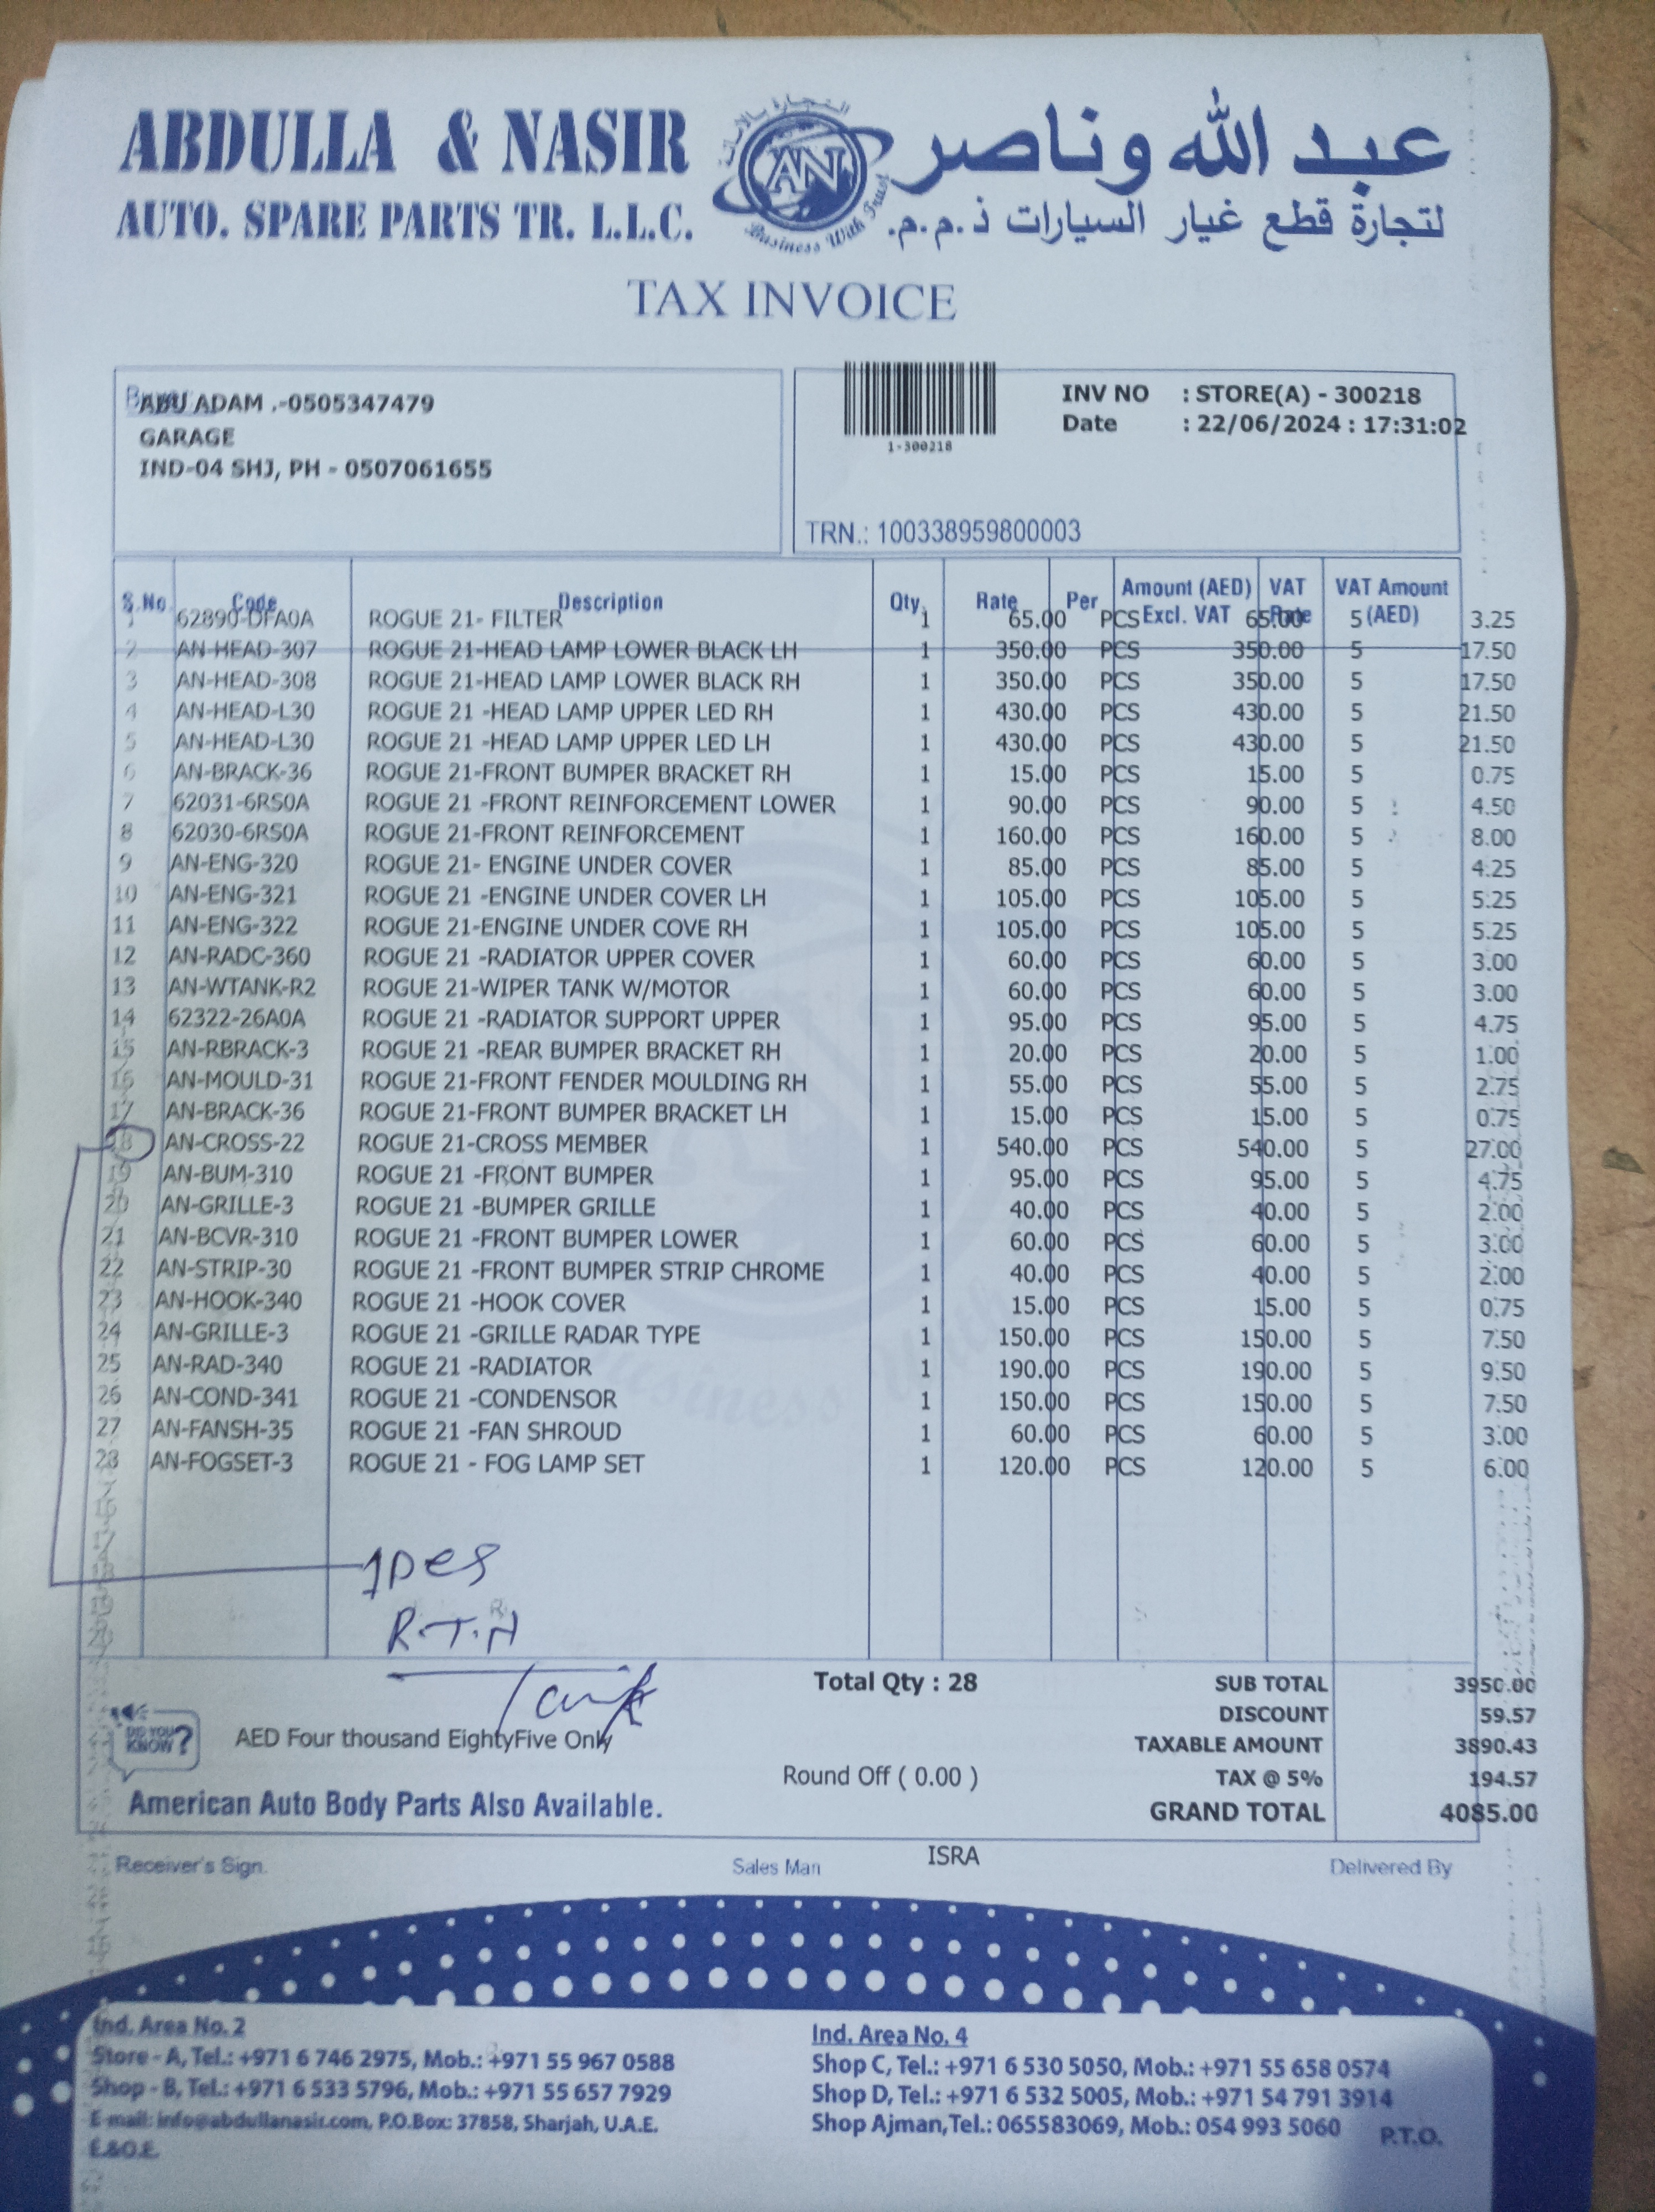 ABDULLA & NASIR
AUTO. SPARE PARTS TR. L.L.C.
AN
Business With Trust
عبد الله وناصر
لتجارة قطع غيار السيارات ذ.م.م.
TAX INVOICE
ABU ADAM .-0505347479
GARAGE
IND-04 SHJ, PH - 0507061655
1-300218
INV NO : STORE(A) - 300218
Date : 22/06/2024 : 17:31:02
TRN.: 100338959800003
S.No. Code Description Qty. Rate Per Amount (AED) Excl. VAT VAT Rate VAT Amount (AED)
1 62890-DFA0A ROGUE 21- FILTER 1 65.00 PCS 65.00 5 3.25
2 AN-HEAD-307 ROGUE 21-HEAD LAMP LOWER BLACK LH 1 350.00 PCS 350.00 5 17.50
3 AN-HEAD-308 ROGUE 21-HEAD LAMP LOWER BLACK RH 1 350.00 PCS 350.00 5 17.50
4 AN-HEAD-L30 ROGUE 21 -HEAD LAMP UPPER LED RH 1 430.00 PCS 430.00 5 21.50
5 AN-HEAD-L30 ROGUE 21 -HEAD LAMP UPPER LED LH 1 430.00 PCS 430.00 5 21.50
6 AN-BRACK-36 ROGUE 21-FRONT BUMPER BRACKET RH 1 15.00 PCS 15.00 5 0.75
7 62031-6RS0A ROGUE 21 -FRONT REINFORCEMENT LOWER 1 90.00 PCS 90.00 5 4.50
8 62030-6RS0A ROGUE 21-FRONT REINFORCEMENT 1 160.00 PCS 160.00 5 8.00
9 AN-ENG-320 ROGUE 21- ENGINE UNDER COVER 1 85.00 PCS 85.00 5 4.25
10 AN-ENG-321 ROGUE 21 -ENGINE UNDER COVER LH 1 105.00 PCS 105.00 5 5.25
11 AN-ENG-322 ROGUE 21-ENGINE UNDER COVE RH 1 105.00 PCS 105.00 5 5.25
12 AN-RADC-360 ROGUE 21 -RADIATOR UPPER COVER 1 60.00 PCS 60.00 5 3.00
13 AN-WTANK-R2 ROGUE 21-WIPER TANK W/MOTOR 1 60.00 PCS 60.00 5 3.00
14 62322-26A0A ROGUE 21 -RADIATOR SUPPORT UPPER 1 95.00 PCS 95.00 5 4.75
15 AN-RBRACK-3 ROGUE 21 -REAR BUMPER BRACKET RH 1 20.00 PCS 20.00 5 1.00
16 AN-MOULD-31 ROGUE 21-FRONT FENDER MOULDING RH 1 55.00 PCS 55.00 5 2.75
17 AN-BRACK-36 ROGUE 21-FRONT BUMPER BRACKET LH 1 15.00 PCS 15.00 5 0.75
18 AN-CROSS-22 ROGUE 21-CROSS MEMBER 1 540.00 PCS 540.00 5 27.00
19 AN-BUM-310 ROGUE 21 -FRONT BUMPER 1 95.00 PCS 95.00 5 4.75
20 AN-GRILLE-3 ROGUE 21 -BUMPER GRILLE 1 40.00 PCS 40.00 5 2.00
21 AN-BCVR-310 ROGUE 21 -FRONT BUMPER LOWER 1 60.00 PCS 60.00 5 3.00
22 AN-STRIP-30 ROGUE 21 -FRONT BUMPER STRIP CHROME 1 40.00 PCS 40.00 5 2.00
23 AN-HOOK-340 ROGUE 21 -HOOK COVER 1 15.00 PCS 15.00 5 0.75
24 AN-GRILLE-3 ROGUE 21 -GRILLE RADAR TYPE 1 150.00 PCS 150.00 5 7.50
25 AN-RAD-340 ROGUE 21 -RADIATOR 1 190.00 PCS 190.00 5 9.50
26 AN-COND-341 ROGUE 21 -CONDENSOR 1 150.00 PCS 150.00 5 7.50
27 AN-FANSH-35 ROGUE 21 -FAN SHROUD 1 60.00 PCS 60.00 5 3.00
28 AN-FOGSET-3 ROGUE 21 - FOG LAMP SET 1 120.00 PCS 120.00 5 6.00
1pcs
R.T.N
Total Qty : 28
SUB TOTAL 3950.00
DISCOUNT 59.57
DID YOU KNOW?
AED Four thousand EightyFive Only
TAXABLE AMOUNT 3890.43
Round Off ( 0.00 )
TAX @ 5% 194.57
American Auto Body Parts Also Available.
GRAND TOTAL 4085.00
Receiver's Sign.
Sales Man ISRA
Delivered By
Ind. Area No. 2
Store - A, Tel.: +971 6 746 2975, Mob.: +971 55 967 0588
Shop - B, Tel.: +971 6 533 5796, Mob.: +971 55 657 7929
E-mail: info@abdullanasir.com, P.O.Box: 37858, Sharjah, U.A.E.
E.&O.E.
Ind. Area No. 4
Shop C, Tel.: +971 6 530 5050, Mob.: +971 55 658 0574
Shop D, Tel.: +971 6 532 5005, Mob.: +971 54 791 3914
Shop Ajman, Tel.: 065583069, Mob.: 054 993 5060
P.T.O.